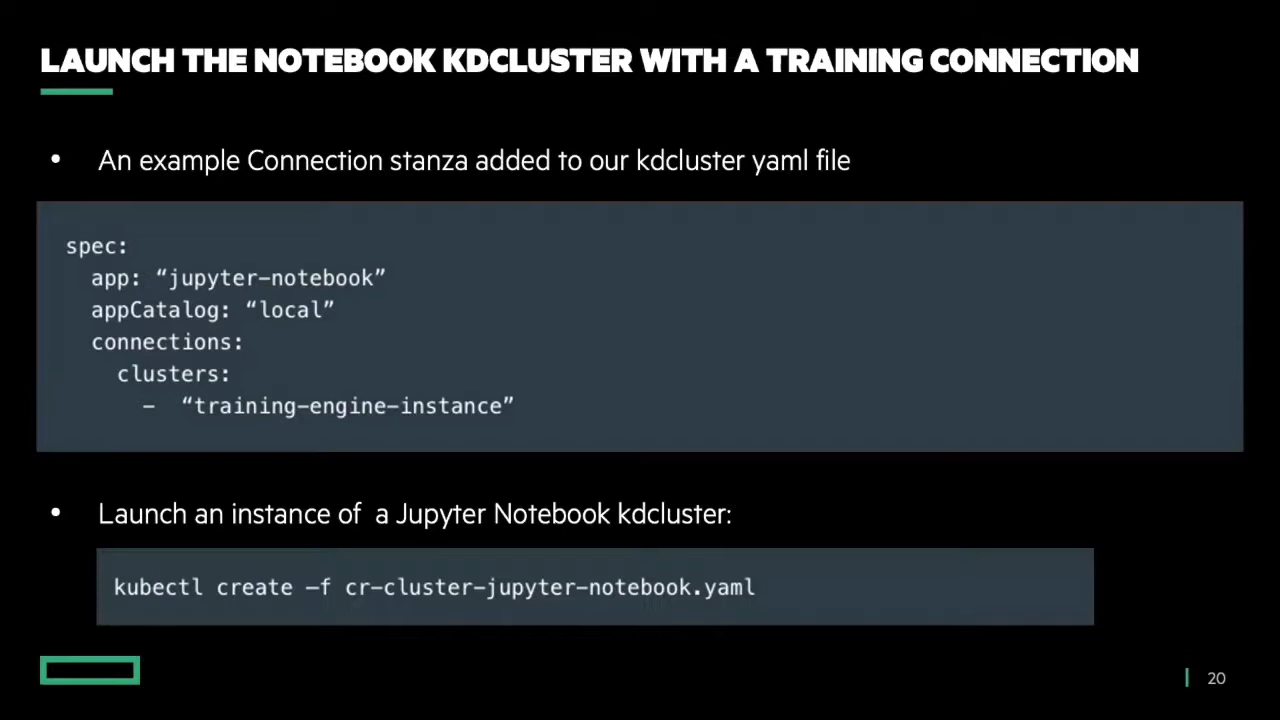 LAUNCH THE NOTEBOOK KDCLUSTER WITH A TRAINING CONNECTION
• An example Connection stanza added to our kdcluster yaml file
spec:
  app: “jupyter-notebook”
  appCatalog: “local”
  connections:
    clusters:
      – “training-engine-instance”
• Launch an instance of  a Jupyter Notebook kdcluster:
kubectl create –f cr-cluster-jupyter-notebook.yaml
20